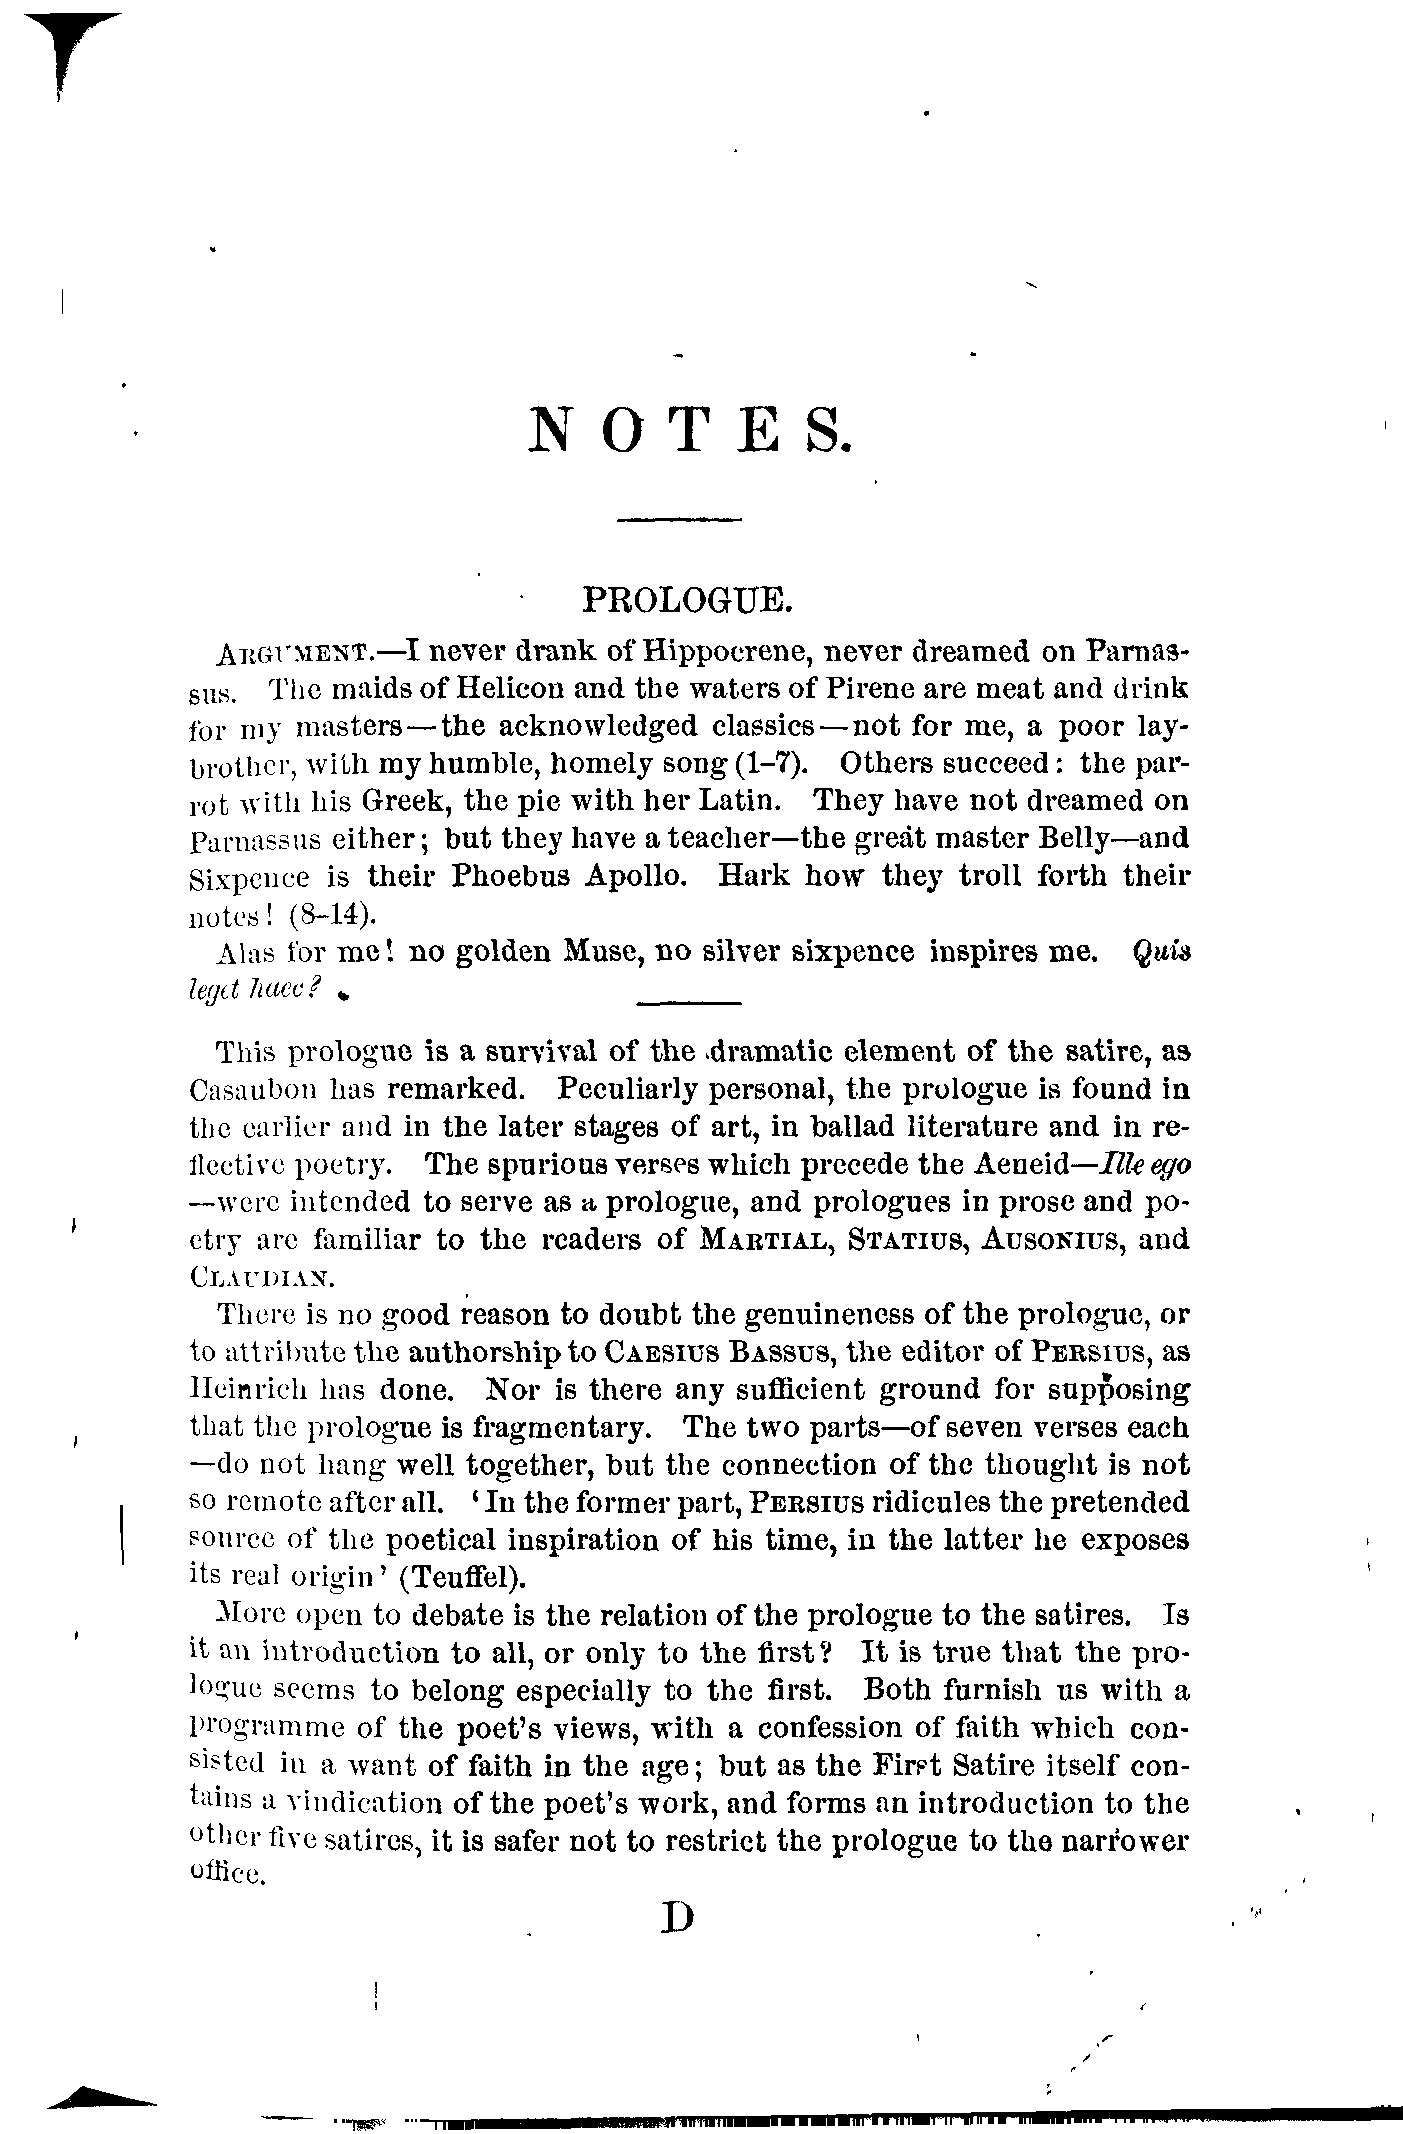 NOTES.
PROLOGUE.
ARGUMENT.—I never drank of Hippocrene, never dreamed on Parnas-
sus. The maids of Helicon and the waters of Pirene are meat and drink
for my masters—the acknowledged classics—not for me, a poor lay-
brother, with my humble, homely song (1–7). Others succeed: the par-
rot with his Greek, the pie with her Latin. They have not dreamed on
Parnassus either; but they have a teacher—the great master Belly—and
Sixpence is their Phoebus Apollo. Hark how they troll forth their
notes! (8–14).
Alas for me! no golden Muse, no silver sixpence inspires me. Quis
leget haec?
This prologue is a survival of the dramatic element of the satire, as
Casaubon has remarked. Peculiarly personal, the prologue is found in
the earlier and in the later stages of art, in ballad literature and in re-
flective poetry. The spurious verses which precede the Aeneid—Ille ego
—were intended to serve as a prologue, and prologues in prose and po-
etry are familiar to the readers of MARTIAL, STATIUS, AUSONIUS, and
CLAUDIAN.
There is no good reason to doubt the genuineness of the prologue, or
to attribute the authorship to CAESIUS BASSUS, the editor of PERSIUS, as
Heinrich has done. Nor is there any sufficient ground for supposing
that the prologue is fragmentary. The two parts—of seven verses each
—do not hang well together, but the connection of the thought is not
so remote after all. ‘In the former part, PERSIUS ridicules the pretended
source of the poetical inspiration of his time, in the latter he exposes
its real origin’ (Teuffel).
More open to debate is the relation of the prologue to the satires. Is
it an introduction to all, or only to the first? It is true that the pro-
logue seems to belong especially to the first. Both furnish us with a
programme of the poet’s views, with a confession of faith which con-
sisted in a want of faith in the age; but as the First Satire itself con-
tains a vindication of the poet’s work, and forms an introduction to the
other five satires, it is safer not to restrict the prologue to the narrower
office.
D